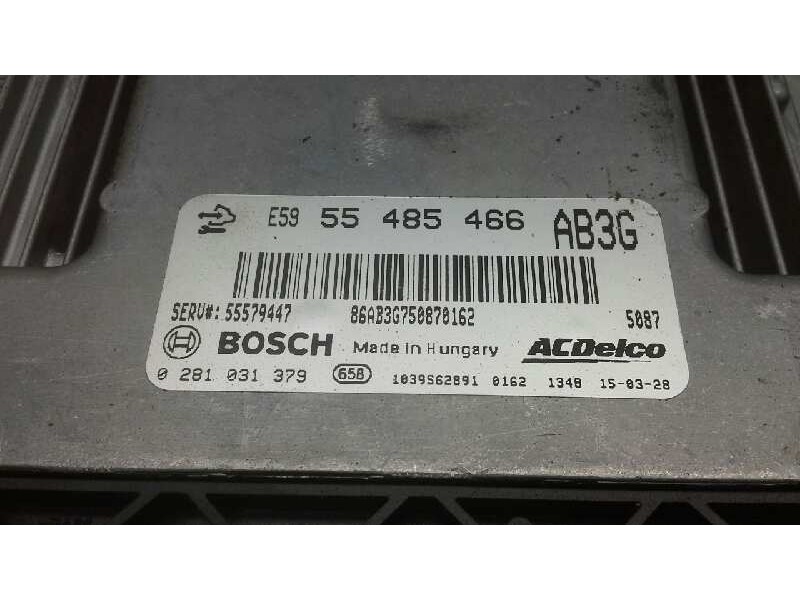 E59 55 485 466 AB3G
SERV#: 55579447 86AB3G750870162 5087
BOSCH Made in Hungary ACDelco
0 281 031 379 658 1039S62891 0162 1348 15-03-28